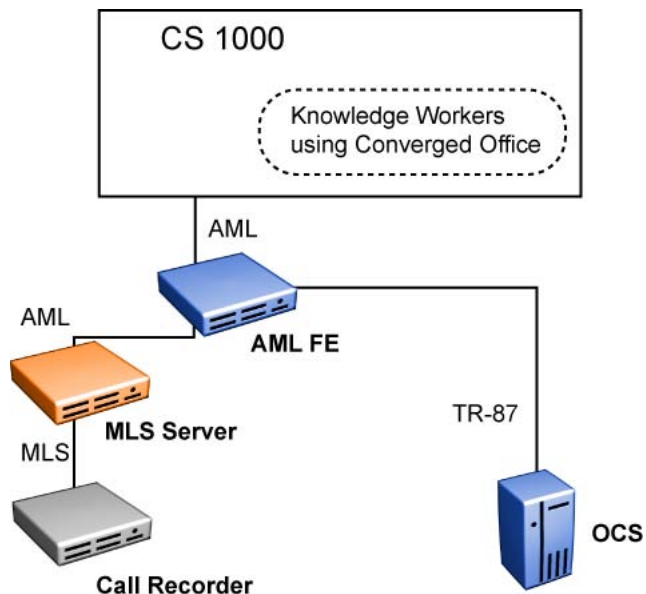 CS 1000
Knowledge Workers
using Converged Office
AML
AML
AML FE
MLS Server
TR-87
MLS
OCS
Call Recorder